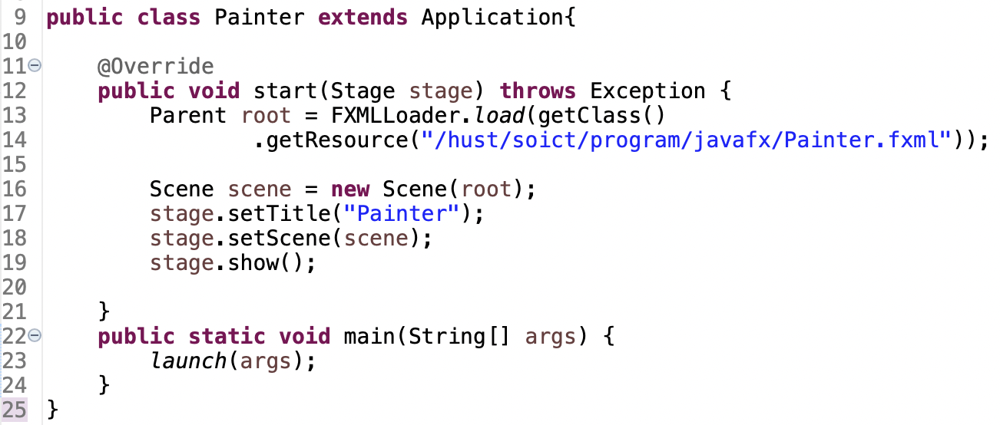 9 public class Painter extends Application{
10
11 @Override
12 public void start(Stage stage) throws Exception {
13 Parent root = FXMLLoader.load(getClass()
14 .getResource("/hust/soict/program/javafx/Painter.fxml"));
15
16 Scene scene = new Scene(root);
17 stage.setTitle("Painter");
18 stage.setScene(scene);
19 stage.show();
20
21 }
22 public static void main(String[] args) {
23 launch(args);
24 }
25 }